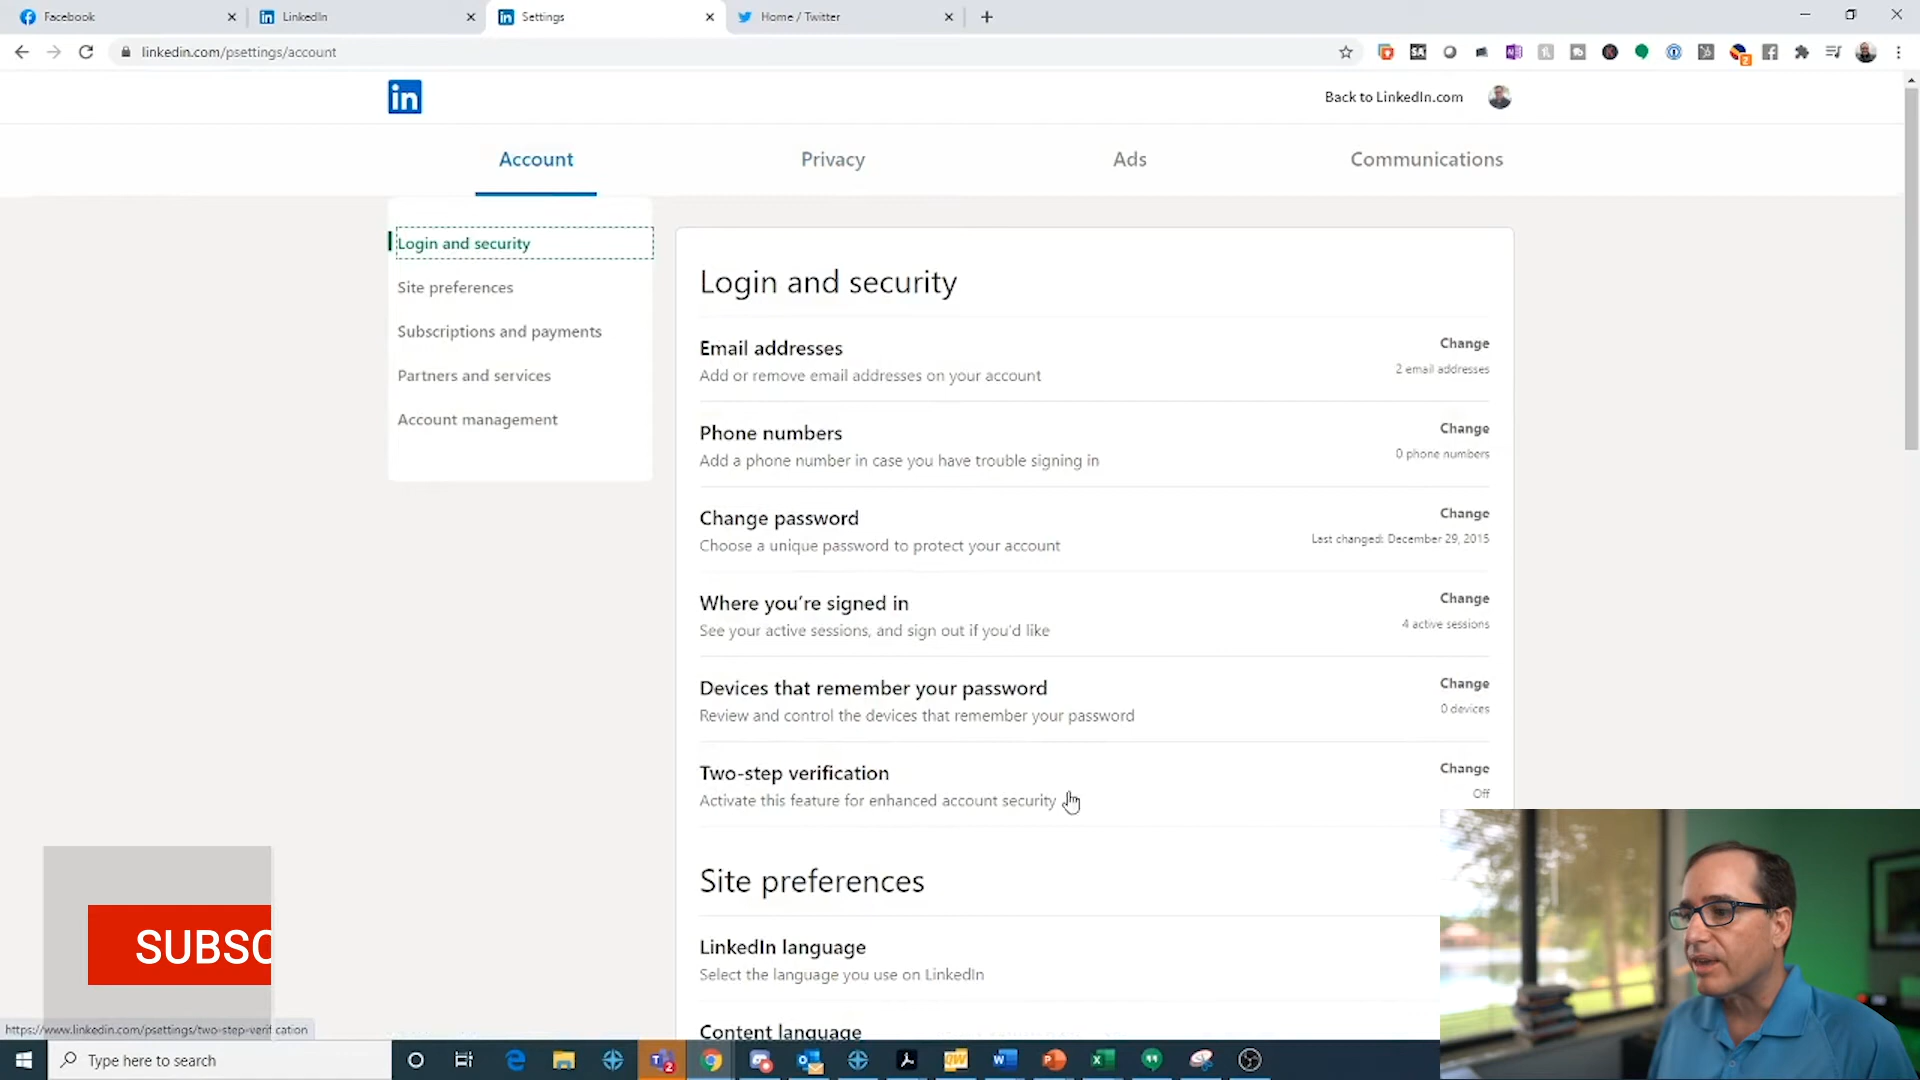 Facebook
LinkedIn
Settings
Home / Twitter
linkedin.com/psettings/account
in
Back to LinkedIn.com
Account
Privacy
Ads
Communications
Login and security
Site preferences
Subscriptions and payments
Partners and services
Account management
Login and security
Email addresses
Change
Add or remove email addresses on your account
2 email addresses
Phone numbers
Change
Add a phone number in case you have trouble signing in
0 phone numbers
Change password
Change
Choose a unique password to protect your account
Last changed: December 29, 2015
Where you're signed in
Change
See your active sessions, and sign out if you'd like
4 active sessions
Devices that remember your password
Change
Review and control the devices that remember your password
0 devices
Two-step verification
Change
Activate this feature for enhanced account security
Off
Site preferences
LinkedIn language
Select the language you use on LinkedIn
Content language
SUBSC
https://www.linkedin.com/psettings/two-step-verification
Type here to search